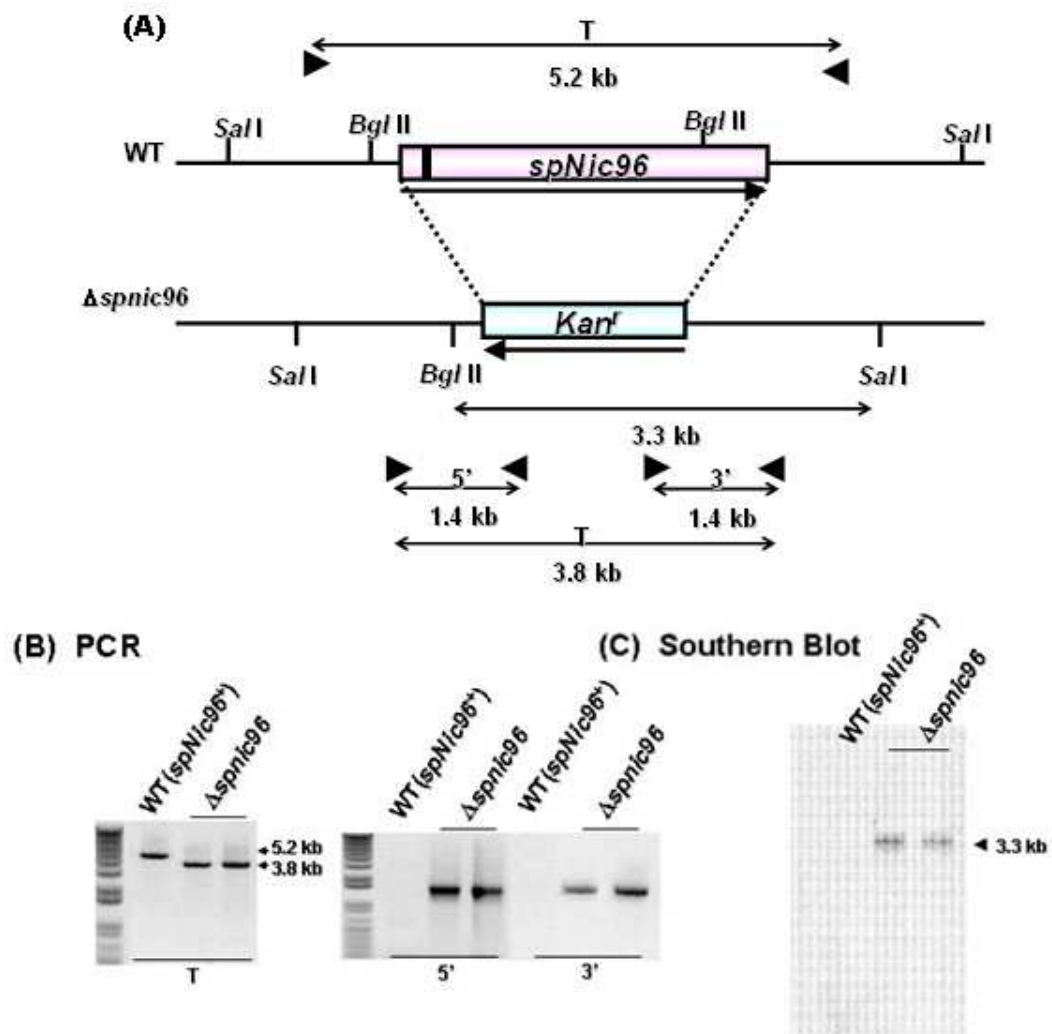 (A)
T
5.2 kb
Sal I
Bgl II
Bgl II
Sal I
WT
spNic96
Δspnic96
Kanʳ
Sal I
Bgl II
Sal I
3.3 kb
5'
3'
1.4 kb
1.4 kb
T
3.8 kb
(B) PCR
(C) Southern Blot
WT(spNic96⁺)
Δspnic96
WT(spNic96⁺)
Δspnic96
WT(spNic96⁺)
Δspnic96
WT(spNic96⁺)
Δspnic96
5.2 kb
3.8 kb
3.3 kb
T
5'
3'